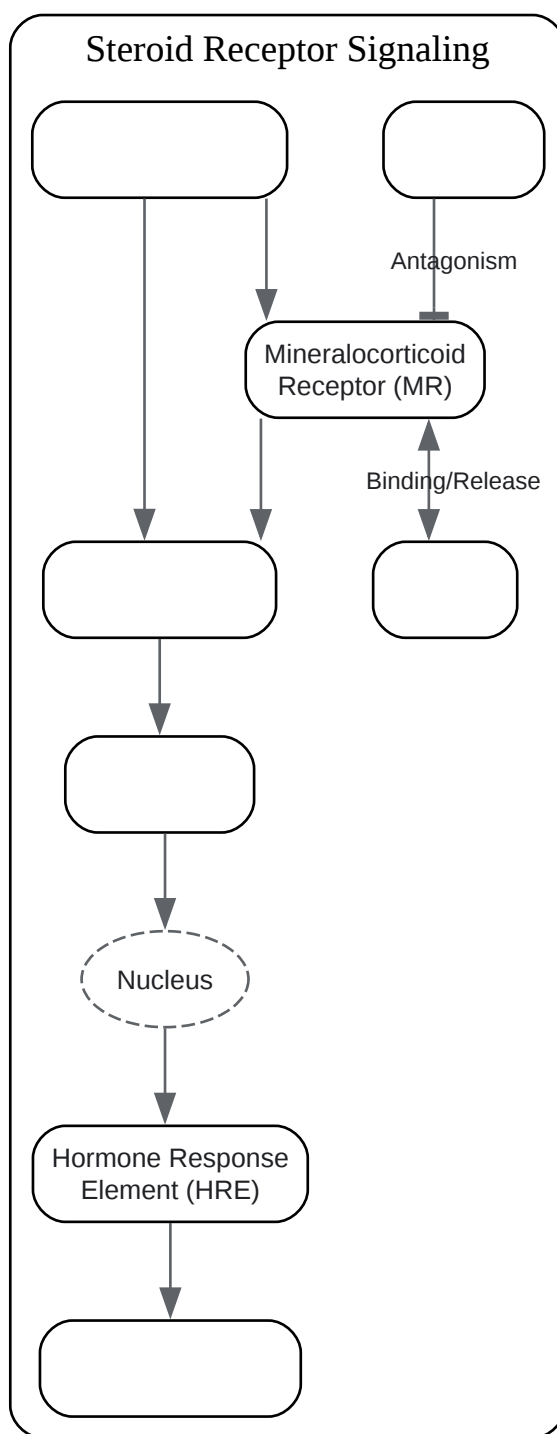 Steroid Receptor Signaling
Antagonism
Mineralocorticoid
Receptor (MR)
Binding/Release
Nucleus
Hormone Response
Element (HRE)